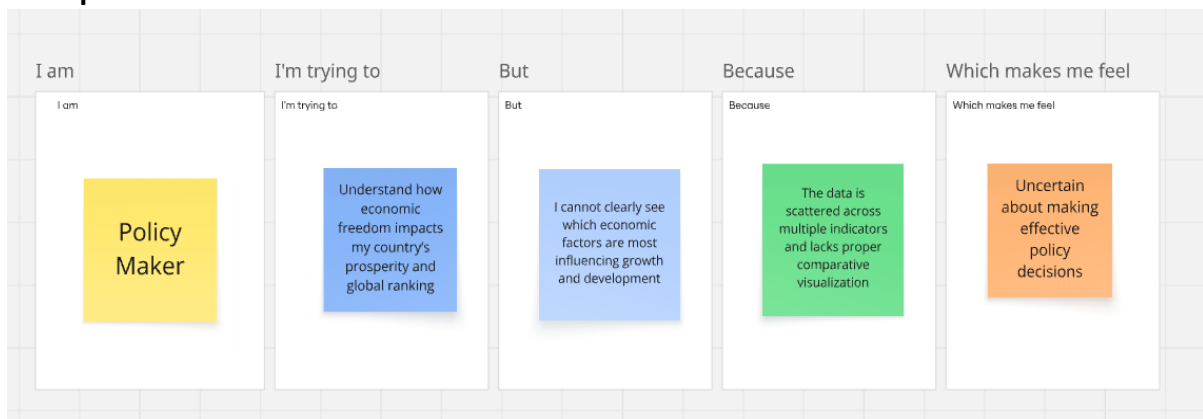 I am
I'm trying to
But
Because
Which makes me feel
I am
I'm trying to
But
Because
Which makes me feel
Policy
Maker
Understand how
economic
freedom impacts
my country's
prosperity and
global ranking
I cannot clearly see
which economic
factors are most
influencing growth
and development
The data is
scattered across
multiple indicators
and lacks proper
comparative
visualization
Uncertain
about making
effective
policy
decisions